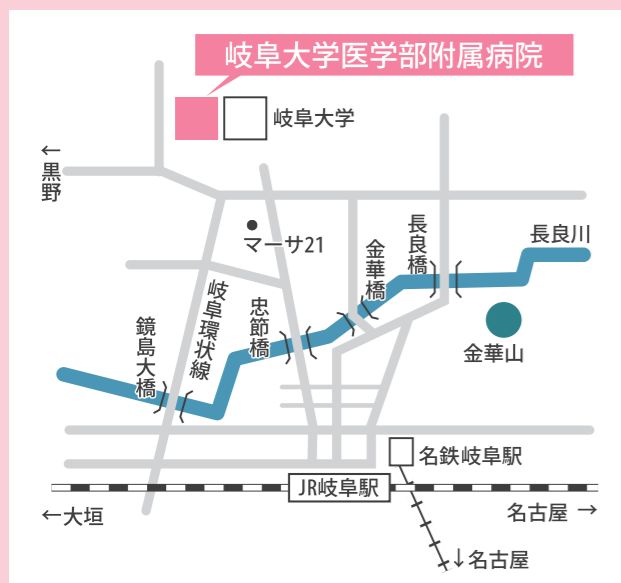 岐阜大学医学部附属病院
岐阜大学
←黒野
マーサ21
長良橋
長良川
金華橋
岐阜環状線
忠節橋
鏡島大橋
金華山
名鉄岐阜駅
JR岐阜駅
←大垣
名古屋 →
↓名古屋